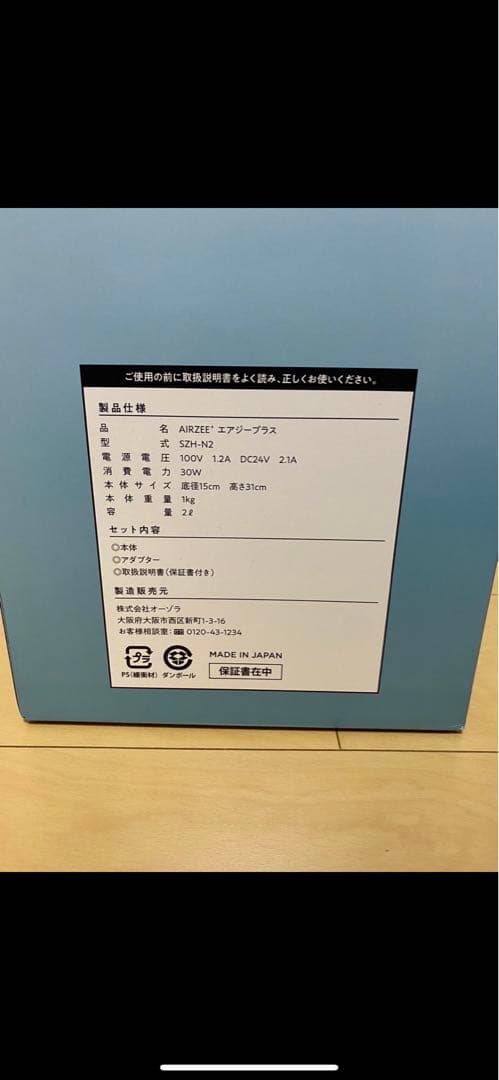 ご使用の前に取扱説明書をよく読み、正しくお使いください。
製品仕様
品名 AIRZEE+ エアジープラス
型式 SZH-N2
電源電圧 100V 1.2A DC24V 2.1A
消費電力 30W
本体サイズ 底径15cm 高さ31cm
本体重量 1kg
容量 2ℓ
セット内容
◎本体
◎アダプター
◎取扱説明書(保証書付き)
製造販売元
株式会社オーゾラ
大阪府大阪市西区新町1-3-16
お客様相談室: 0120-43-1234
プラ
PS(緩衝材) ダンボール
MADE IN JAPAN
保証書在中